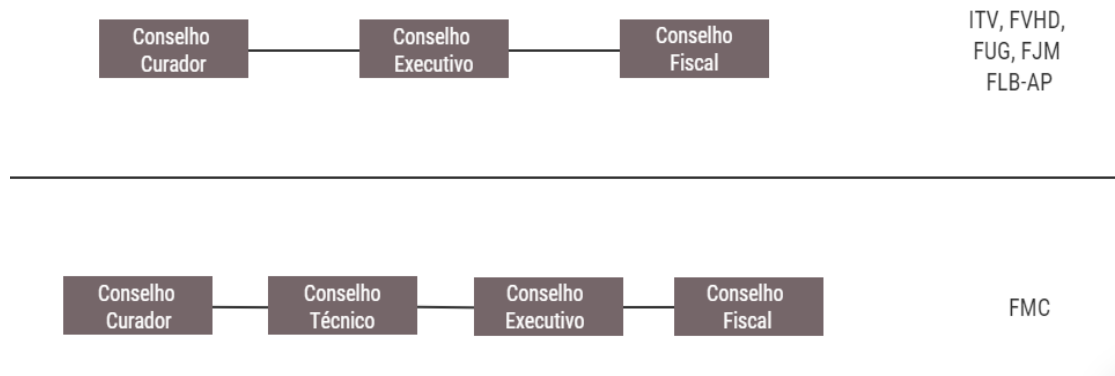 Conselho
Curador
Conselho
Executivo
Conselho
Fiscal
ITV, FVHD,
FUG, FJM
FLB-AP
Conselho
Curador
Conselho
Técnico
Conselho
Executivo
Conselho
Fiscal
FMC